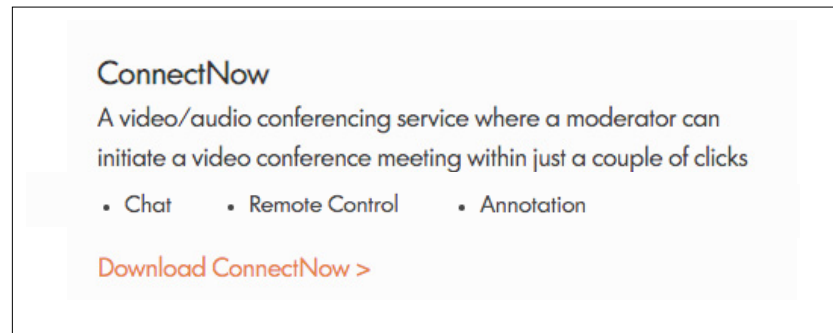 ConnectNow
A video/audio conferencing service where a moderator can
initiate a video conference meeting within just a couple of clicks
• Chat • Remote Control • Annotation
Download ConnectNow >